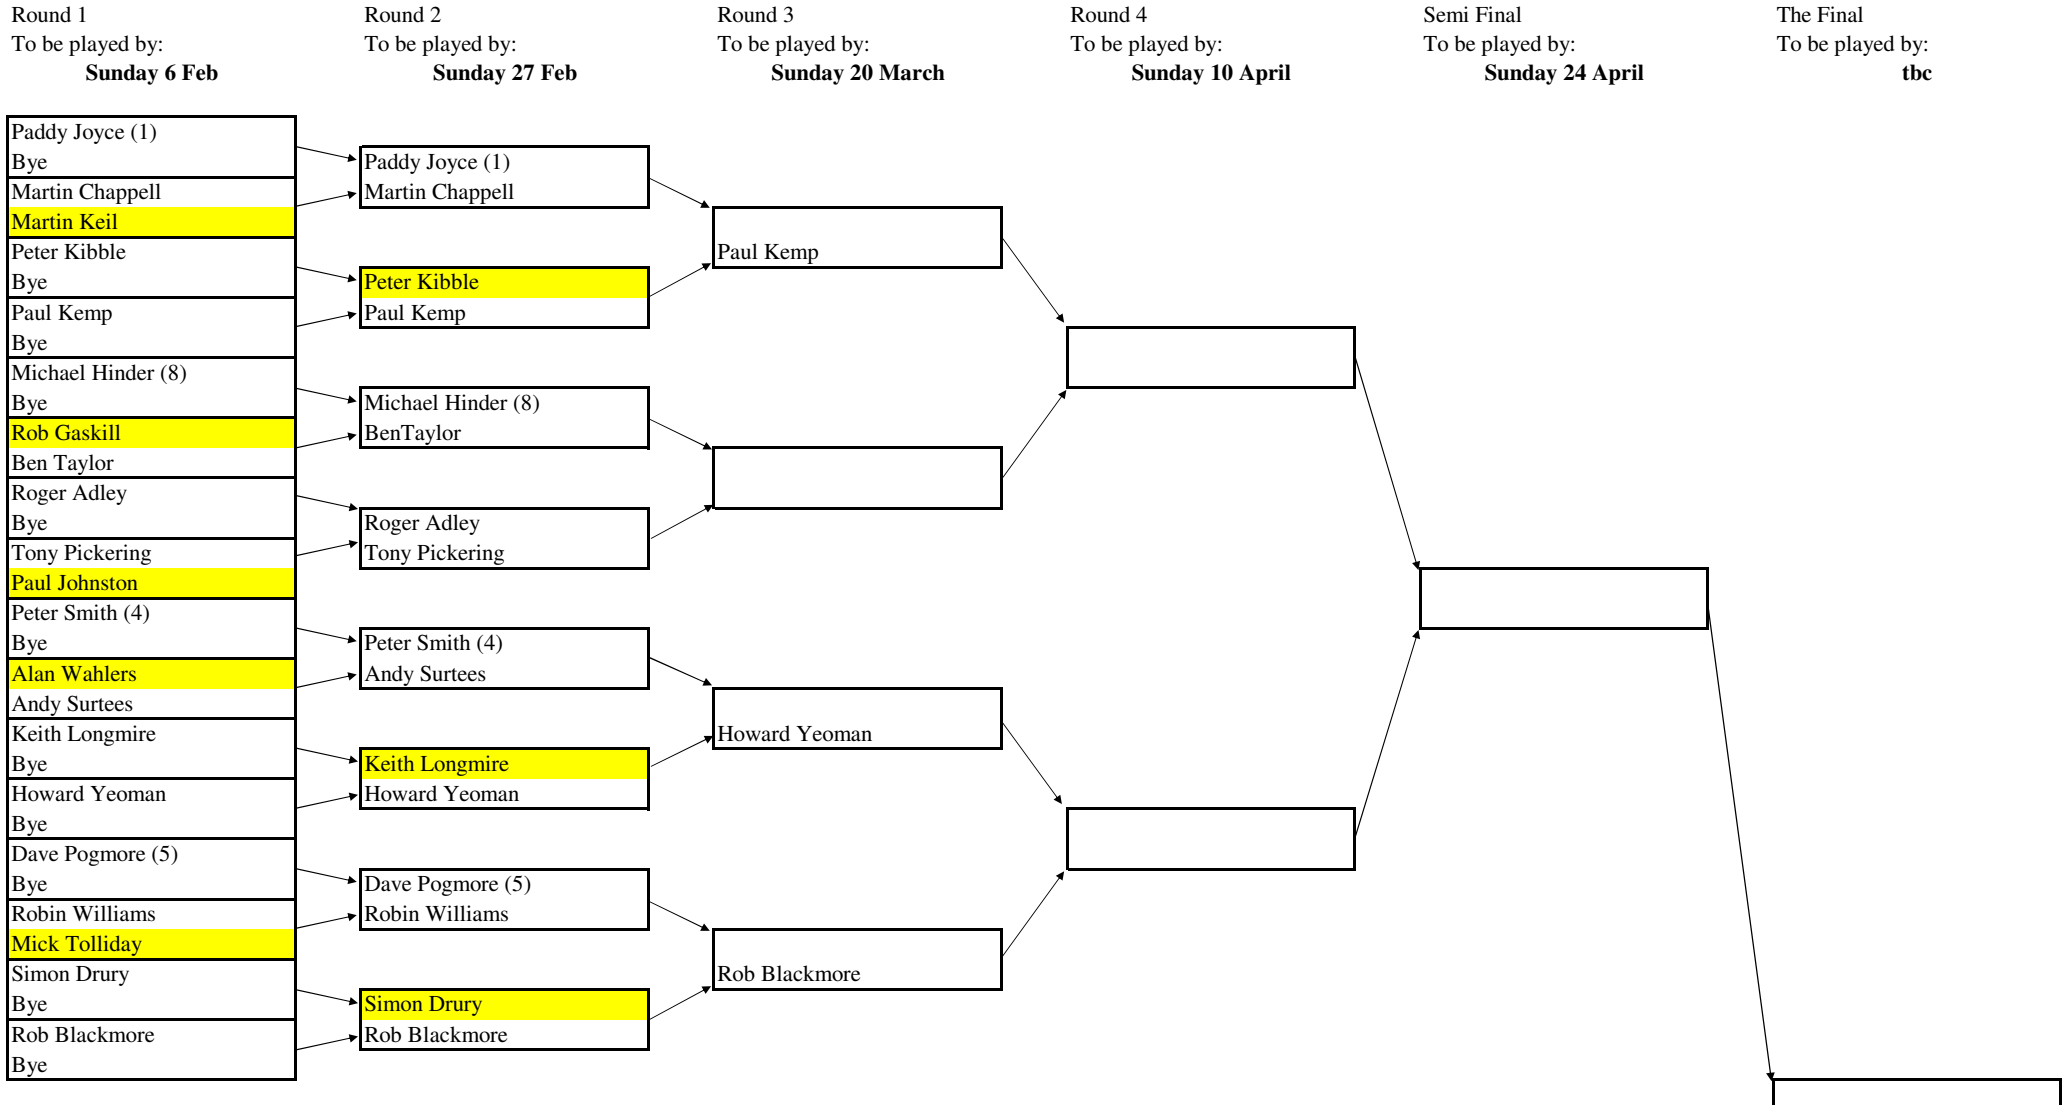 Round 1
To be played by:
Sunday 6 Feb
Round 2
To be played by:
Sunday 27 Feb
Round 3
To be played by:
Sunday 20 March
Round 4
To be played by:
Sunday 10 April
Semi Final
To be played by:
Sunday 24 April
The Final
To be played by:
tbc
Paddy Joyce (1)
Bye
Martin Chappell
Martin Keil
Peter Kibble
Bye
Paul Kemp
Bye
Michael Hinder (8)
Bye
Rob Gaskill
Ben Taylor
Roger Adley
Bye
Tony Pickering
Paul Johnston
Peter Smith (4)
Bye
Alan Wahlers
Andy Surtees
Keith Longmire
Bye
Howard Yeoman
Bye
Dave Pogmore (5)
Bye
Robin Williams
Mick Tolliday
Simon Drury
Bye
Rob Blackmore
Bye
Paddy Joyce (1)
Martin Chappell
Peter Kibble
Paul Kemp
Michael Hinder (8)
BenTaylor
Roger Adley
Tony Pickering
Peter Smith (4)
Andy Surtees
Keith Longmire
Howard Yeoman
Dave Pogmore (5)
Robin Williams
Simon Drury
Rob Blackmore
Paul Kemp
Howard Yeoman
Rob Blackmore